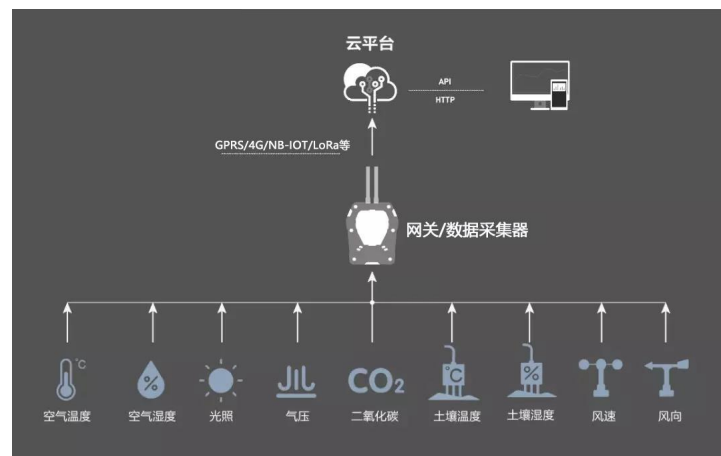 云平台
API
HTTP
GPRS/4G/NB-IOT/LoRa等
网关/数据采集器
℃
%
CO2
℃
%
空气温度
空气湿度
光照
气压
二氧化碳
土壤温度
土壤湿度
风速
风向